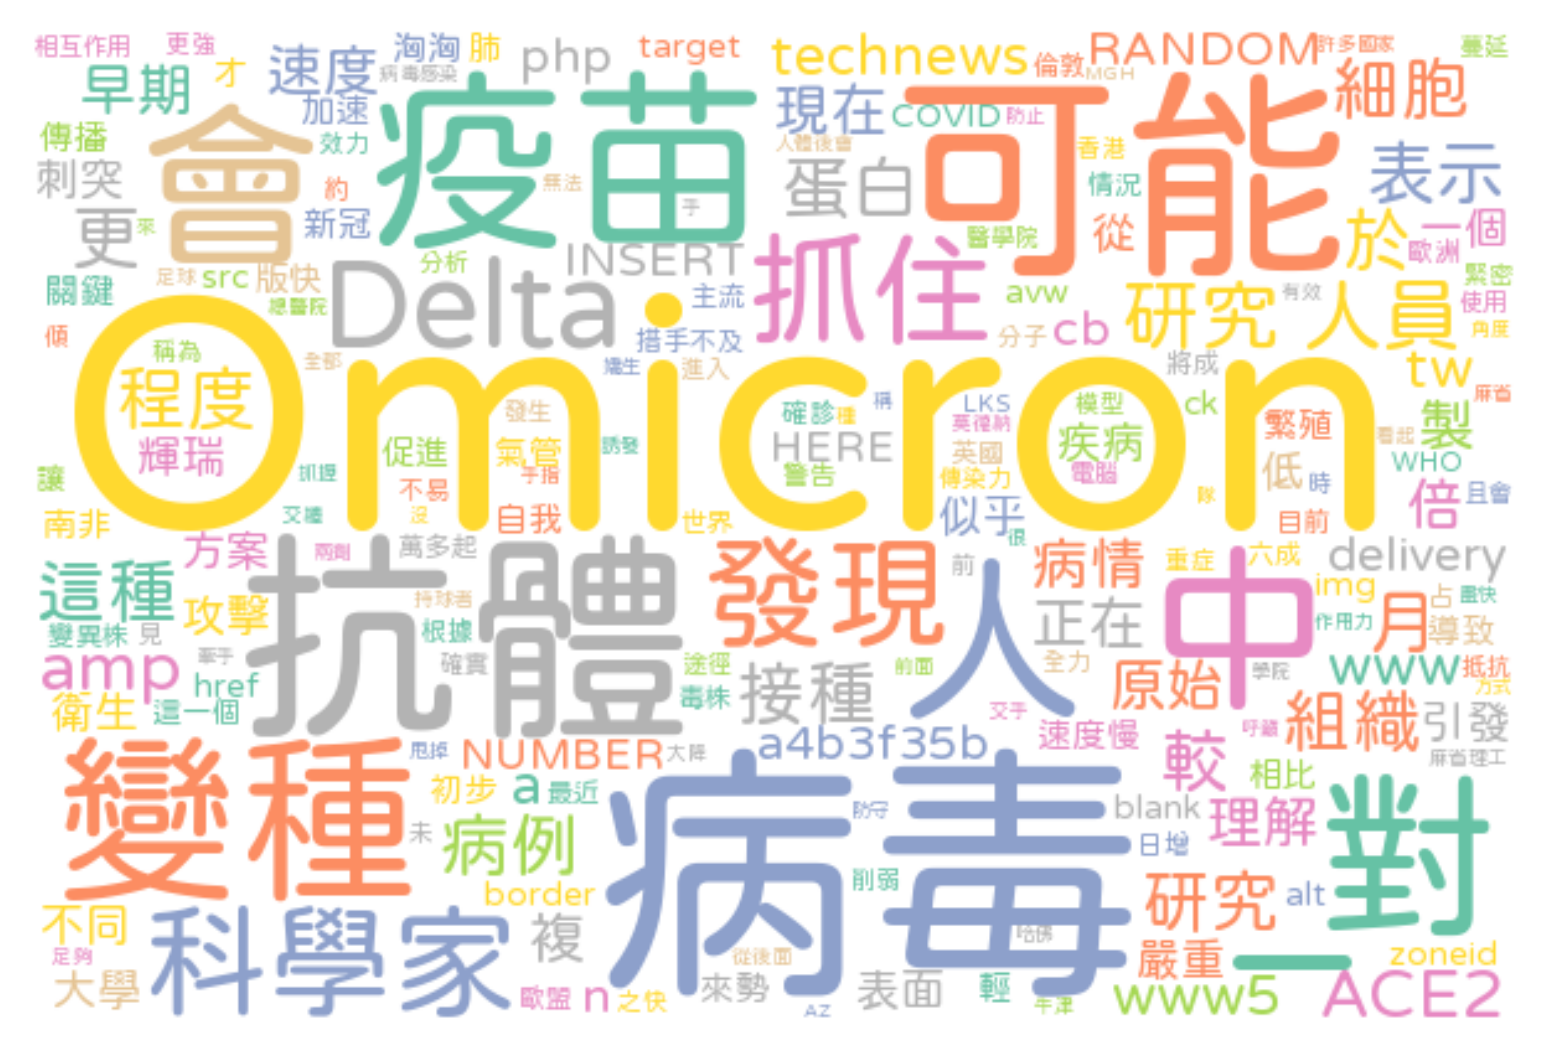 相互作用 更強 速度 洶洶 肺 php target technews 倫敦 RANDOM 許多國家 蔓延
早期 才 病毒感染 MGH 細胞
傳播 會 加速 效力 疫苗 現在 COVID 防止 可能 香港 表示
刺突 約 無法 手 蛋白 人體後會 情況
更 來 新冠 醫學院 從 於 一個 歐洲
關鍵 足球 src 版快 總醫院 Delta 分析 INSERT 主流 抓住 avw 研究 有效 人員 緊密 使用
傾 措手不及 分子 cb 角度
Omicron
稱為 全部 進入 將成 tw 麻省
程度 發生 確診 種 稱 LKS 模型 ck 製
輝瑞 促進 氣管 誘發 HERE 英國 疾病 繁殖 看起 WHO
讓 抓握 不易 手指 警告 傳染力 電腦 低 時 倍 且會
南非 交纏 沒 自我 世界 似乎 很 隊 目前
方案 兩劑 萬多起 抗體 發現 前 人 病情 重症 六成 中 delivery
這種 攻擊 持球者 正在 img 月 占 盡快
變異株 見 根據 作用力 導致
amp 牽手 確實 途徑 接種 前面 全力 原始 學院 www 抵抗
href 毒株 方式
衛生 這一個 交手 速度慢 呼籲 組織 引發
變種 甩掉 NUMBER 大降 a4b3f35b 較 相比 麻省理工
初步 a 最近 病毒 防守 blank 理解 對
未 病例 日增
border 削弱 研究 alt
不同 科學家 複 哈佛
足夠 從後面 嚴重 一 zoneid
大學 歐盟 n 之快 來勢 AZ 表面 輕 牛津 www5 ACE2